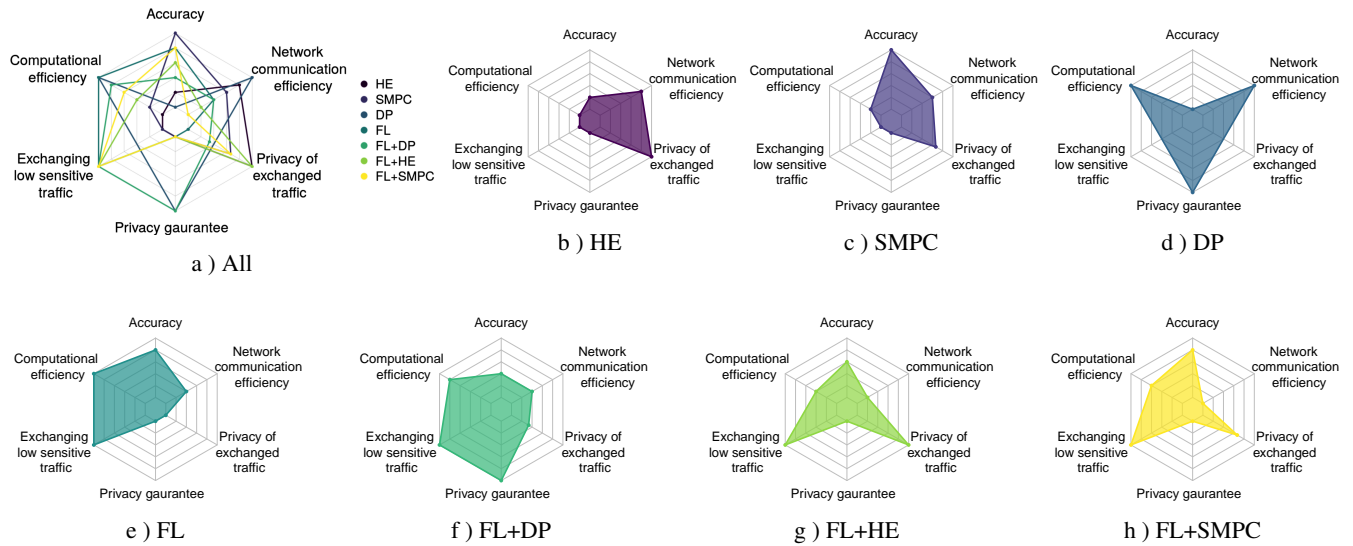 Accuracy
Computational
efficiency
Network
communication
efficiency
Exchanging
low sensitive
traffic
Privacy of
exchanged traffic
Privacy gaurantee
HE
SMPC
DP
FL
FL+DP
FL+HE
FL+SMPC
a ) All
Accuracy
Computational
efficiency
Network
communication
efficiency
Exchanging
low sensitive
traffic
Privacy of
exchanged
traffic
Privacy gaurantee
b ) HE
Accuracy
Computational
efficiency
Network
communication
efficiency
Exchanging
low sensitive
traffic
Privacy of
exchanged
traffic
Privacy gaurantee
c ) SMPC
Accuracy
Computational
efficiency
Network
communication
efficiency
Exchanging
low sensitive
traffic
Privacy of
exchanged
traffic
Privacy gaurantee
d ) DP
Accuracy
Computational
efficiency
Network
communication
efficiency
Exchanging
low sensitive
traffic
Privacy of
exchanged
traffic
Privacy gaurantee
e ) FL
Accuracy
Computational
efficiency
Network
communication
efficiency
Exchanging
low sensitive
traffic
Privacy of
exchanged
traffic
Privacy gaurantee
f ) FL+DP
Accuracy
Computational
efficiency
Network
communication
efficiency
Exchanging
low sensitive
traffic
Privacy of
exchanged
traffic
Privacy gaurantee
g ) FL+HE
Accuracy
Computational
efficiency
Network
communication
efficiency
Exchanging
low sensitive
traffic
Privacy of
exchanged
traffic
Privacy gaurantee
h ) FL+SMPC